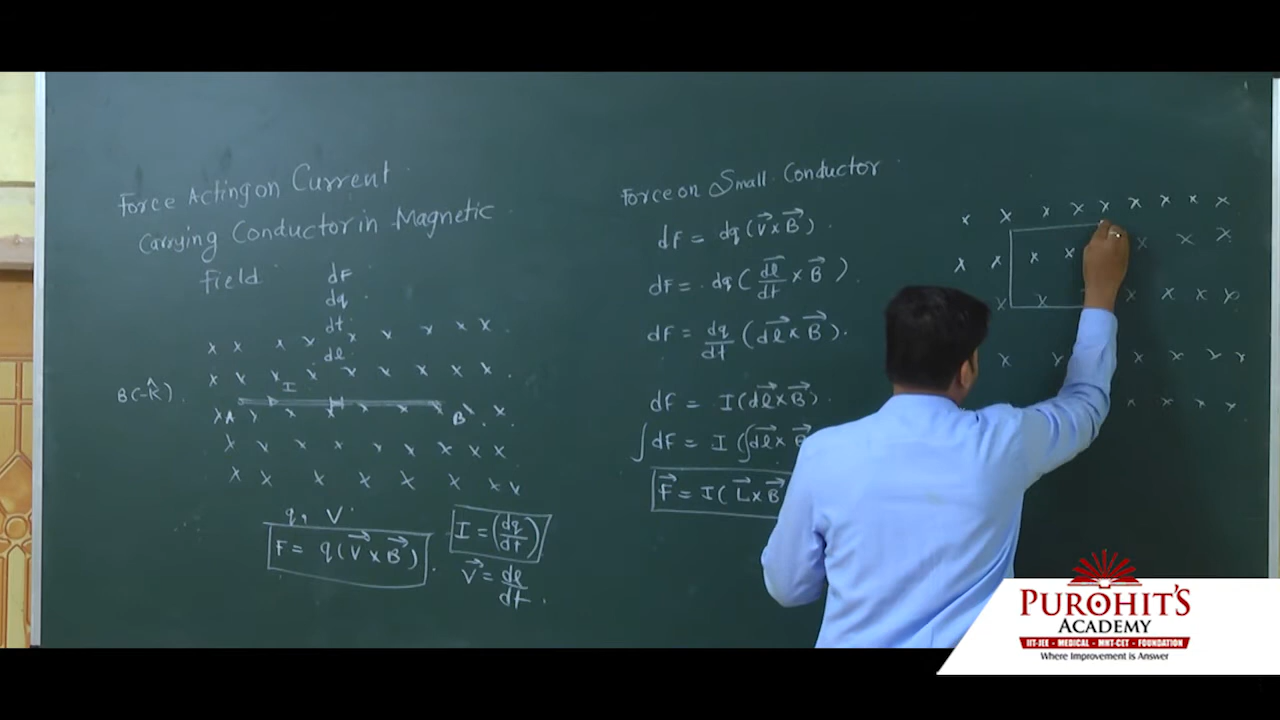 Force Acting on Current
Carrying Conductor in Magnetic
field
dF
dq
dt
dl
I
B(-k̂).
A
B
q, V
F = q(V⃗ x B⃗).
I = (dq/dt)
V⃗ = dl/dt.
Force on Small Conductor
dF = dq(V⃗ x B⃗).
dF = dq(dl⃗/dt x B⃗)
dF = dq/dt (dl⃗ x B⃗).
dF = I(dl⃗ x B⃗).
∫dF = I(∫dl⃗ x B⃗
F⃗ = I(L⃗ x B⃗
PUROHIT'S
ACADEMY
IIT-JEE - MEDICAL - MHT-CET - FOUNDATION
Where Improvement is Answer